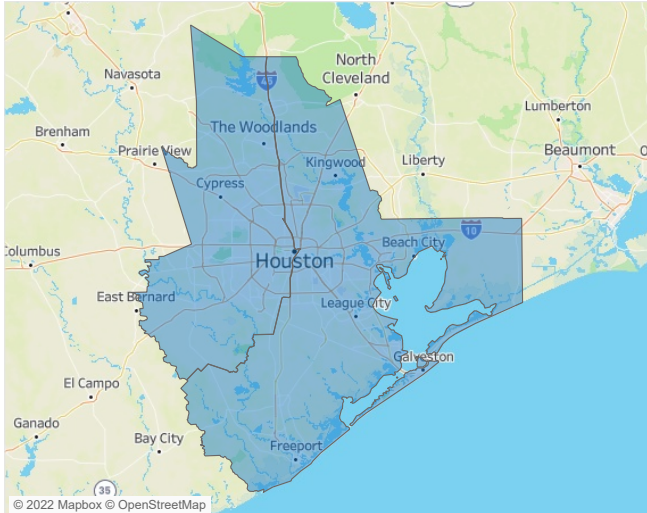 North
Cleveland
Navasota
45
Lumberton
Brenham
The Woodlands
Beaumont
Prairie View
Kingwood
Liberty
Cypress
10
Columbus
Beach City
Houston
East Bernard
League City
Galveston
El Campo
Ganado
Bay City
Freeport
35
© 2022 Mapbox © OpenStreetMap